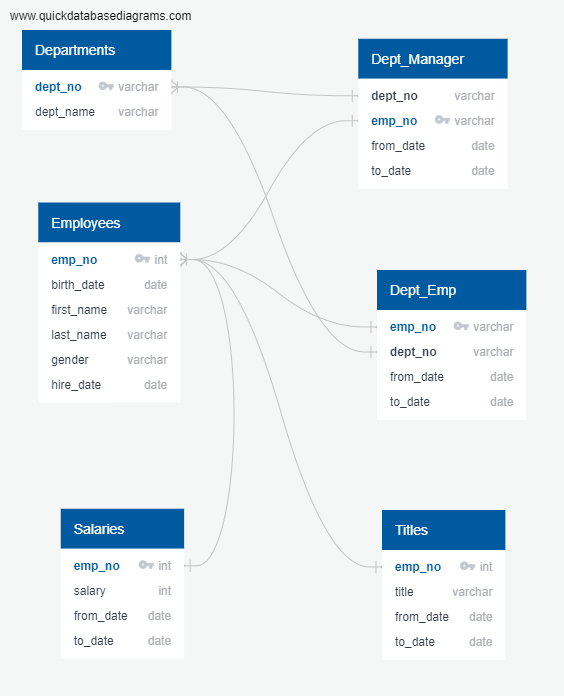 www.quickdatabasediagrams.com
Departments
dept_no varchar
dept_name varchar
Dept_Manager
dept_no varchar
emp_no varchar
from_date date
to_date date
Employees
emp_no int
birth_date date
first_name varchar
last_name varchar
gender varchar
hire_date date
Dept_Emp
emp_no varchar
dept_no varchar
from_date date
to_date date
Salaries
emp_no int
salary int
from_date date
to_date date
Titles
emp_no int
title varchar
from_date date
to_date date